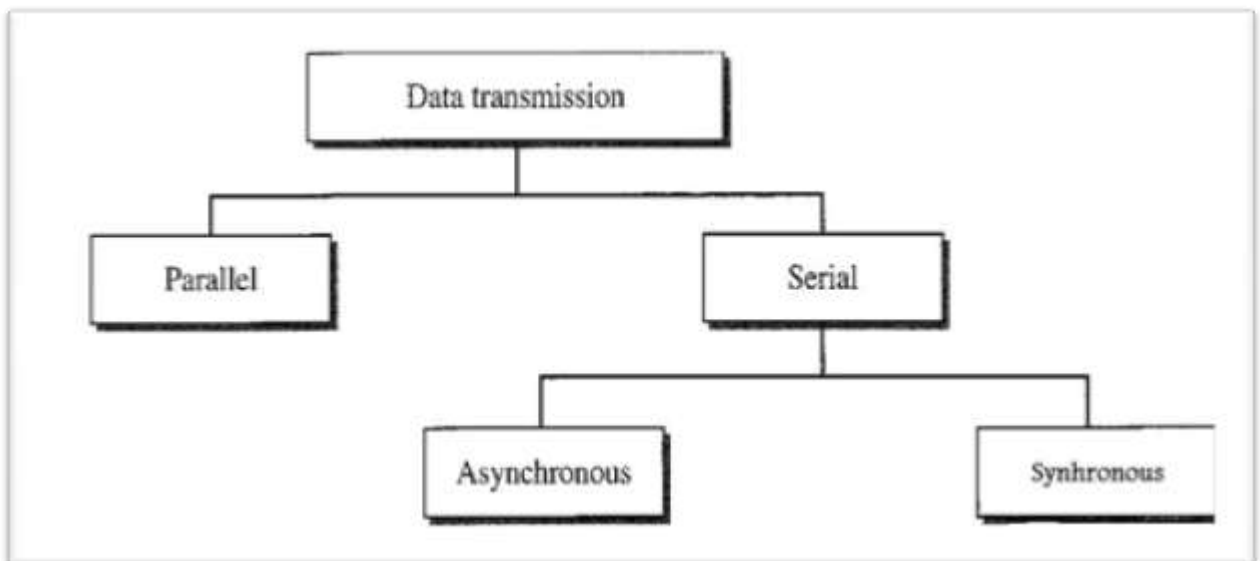 Data transmission
Parallel
Serial
Asynchronous
Synhronous